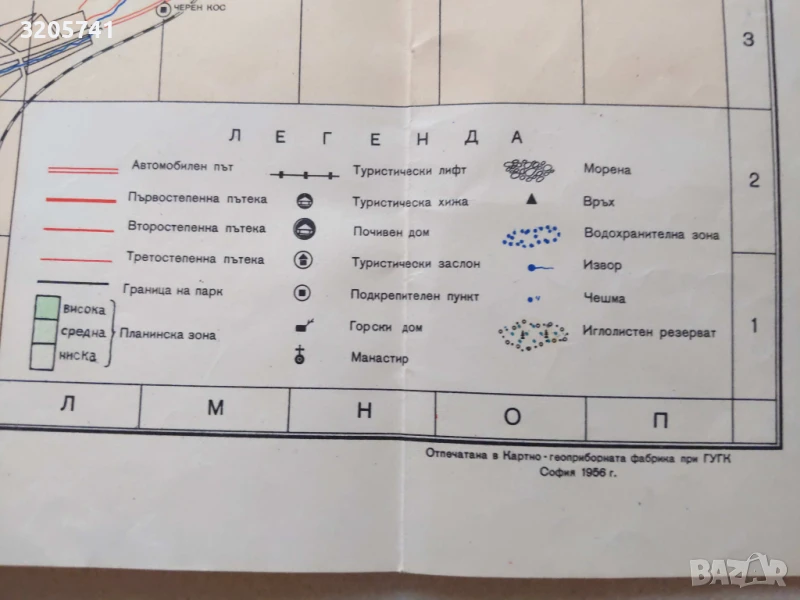 3205741
ЧЕРЕН КОС
3
ЛЕГЕНДА
Автомобилен път
Първостепенна пътека
Второстепенна пътека
Третостепенна пътека
Граница на парк
висока
средна
ниска
Планинска зона
Туристически лифт
Туристическа хижа
Почивен дом
Туристически заслон
Подкрепителен пункт
Горски дом
Манастир
Морена
Връх
Водохранителна зона
Извор
Чешма
Иглолистен резерват
2
1
Л М Н О П
Отпечатана в Картно-геоприборната фабрика при ГУГК
София 1956 г.
BAZAR